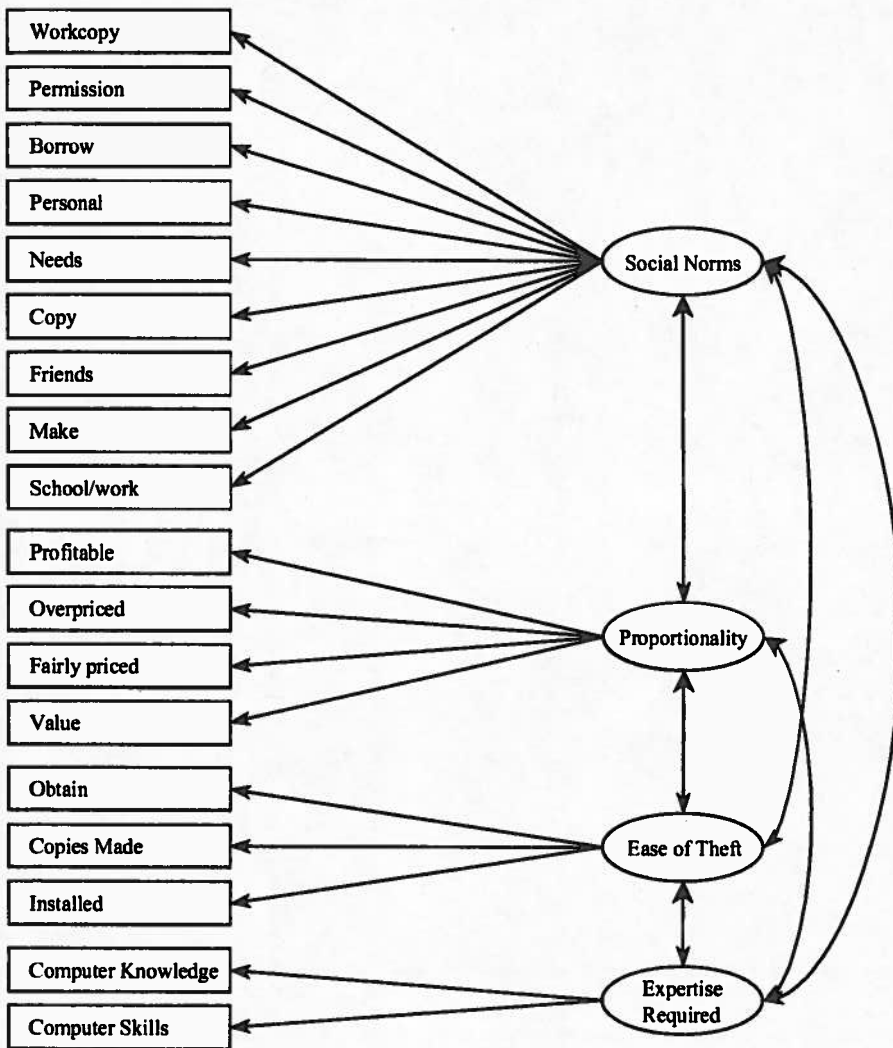 Workcopy
Permission
Borrow
Personal
Needs
Copy
Friends
Make
School/work
Profitable
Overpriced
Fairly priced
Value
Obtain
Copies Made
Installed
Computer Knowledge
Computer Skills
Social Norms
Proportionality
Ease of Theft
Expertise
Required